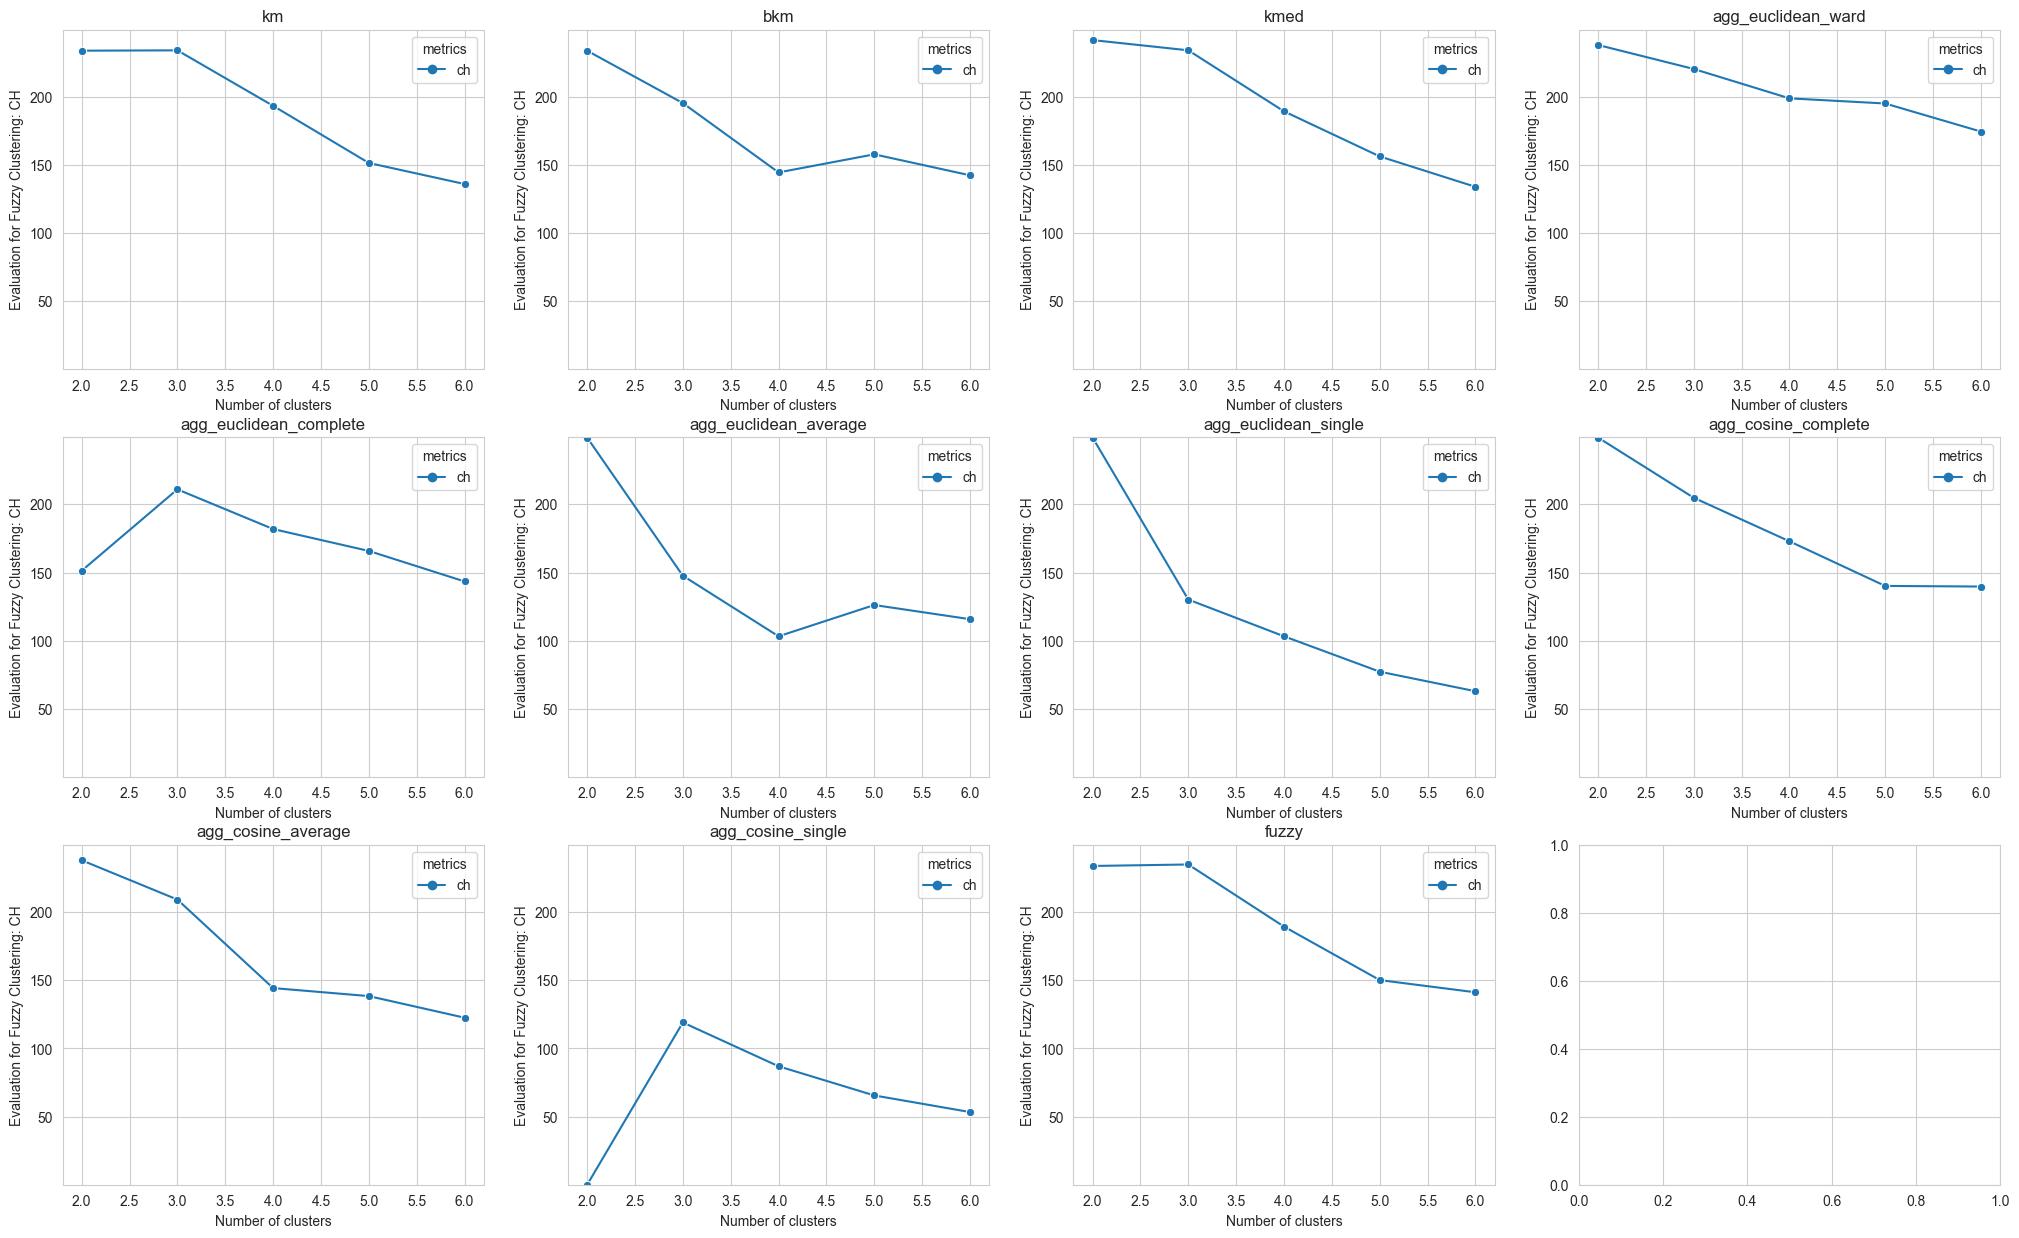 km
metrics
ch
Evaluation for Fuzzy Clustering: CH
200
150
100
50
2.0 2.5 3.0 3.5 4.0 4.5 5.0 5.5 6.0
Number of clusters
bkm
metrics
ch
Evaluation for Fuzzy Clustering: CH
200
150
100
50
2.0 2.5 3.0 3.5 4.0 4.5 5.0 5.5 6.0
Number of clusters
kmed
metrics
ch
Evaluation for Fuzzy Clustering: CH
200
150
100
50
2.0 2.5 3.0 3.5 4.0 4.5 5.0 5.5 6.0
Number of clusters
agg_euclidean_ward
metrics
ch
Evaluation for Fuzzy Clustering: CH
200
150
100
50
2.0 2.5 3.0 3.5 4.0 4.5 5.0 5.5 6.0
Number of clusters
agg_euclidean_complete
metrics
ch
Evaluation for Fuzzy Clustering: CH
200
150
100
50
2.0 2.5 3.0 3.5 4.0 4.5 5.0 5.5 6.0
Number of clusters
agg_euclidean_average
metrics
ch
Evaluation for Fuzzy Clustering: CH
200
150
100
50
2.0 2.5 3.0 3.5 4.0 4.5 5.0 5.5 6.0
Number of clusters
agg_euclidean_single
metrics
ch
Evaluation for Fuzzy Clustering: CH
200
150
100
50
2.0 2.5 3.0 3.5 4.0 4.5 5.0 5.5 6.0
Number of clusters
agg_cosine_complete
metrics
ch
Evaluation for Fuzzy Clustering: CH
200
150
100
50
2.0 2.5 3.0 3.5 4.0 4.5 5.0 5.5 6.0
Number of clusters
agg_cosine_average
metrics
ch
Evaluation for Fuzzy Clustering: CH
200
150
100
50
2.0 2.5 3.0 3.5 4.0 4.5 5.0 5.5 6.0
Number of clusters
agg_cosine_single
metrics
ch
Evaluation for Fuzzy Clustering: CH
200
150
100
50
2.0 2.5 3.0 3.5 4.0 4.5 5.0 5.5 6.0
Number of clusters
fuzzy
metrics
ch
Evaluation for Fuzzy Clustering: CH
200
150
100
50
2.0 2.5 3.0 3.5 4.0 4.5 5.0 5.5 6.0
Number of clusters
1.0
0.8
0.6
0.4
0.2
0.0
0.0 0.2 0.4 0.6 0.8 1.0